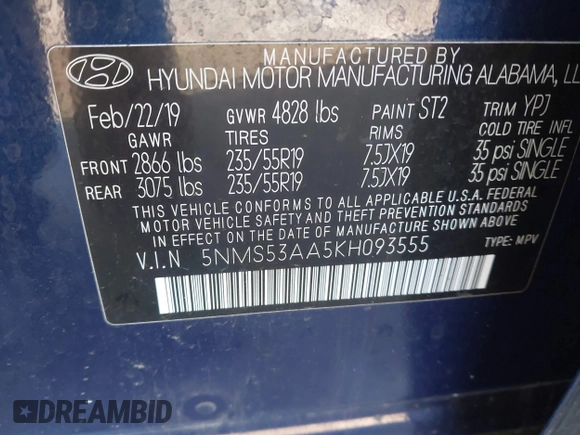 MANUFACTURED BY
HYUNDAI MOTOR MANUFACTURING ALABAMA, LL
Feb/22/19 GVWR 4828 lbs PAINT ST2 TRIM YPJ
GAWR TIRES RIMS COLD TIRE INFL
FRONT 2866 lbs 235/55R19 7.5JX19 35 psi SINGLE
REAR 3075 lbs 235/55R19 7.5JX19 35 psi SINGLE
THIS VEHICLE CONFORMS TO ALL APPLICABLE U.S.A. FEDERAL
MOTOR VEHICLE SAFETY AND THEFT PREVENTION STANDARDS
IN EFFECT ON THE DATE OF MANUFACTURE SHOWN ABOVE
V.I.N 5NMS53AA5KH093555 TYPE: MPV
DREAMBID